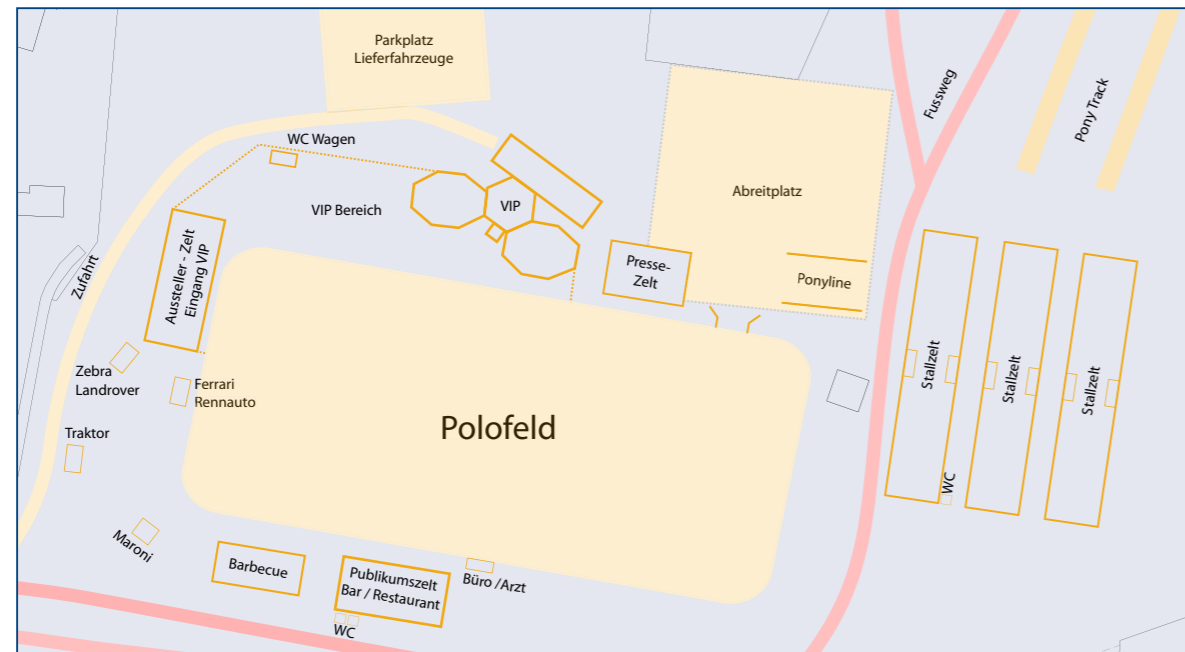 Parkplatz
Lieferfahrzeuge
Fussweg
Pony Track
WC Wagen
Abreitplatz
VIP Bereich
VIP
Zufahrt
Aussteller - Zelt
Eingang VIP
Presse-
Zelt
Ponyline
Zebra
Landrover
Ferrari
Rennauto
Stallzelt
Stallzelt
Stallzelt
Traktor
Polofeld
WC
Maroni
Barbecue
Publikumszelt
Bar / Restaurant
Büro /Arzt
WC